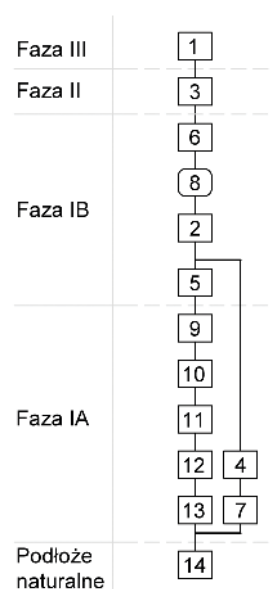 Faza III 1
Faza II 3
6
8
Faza IB 2
5
9
10
11
Faza IA
12 4
13 7
Podłoże
naturalne 14